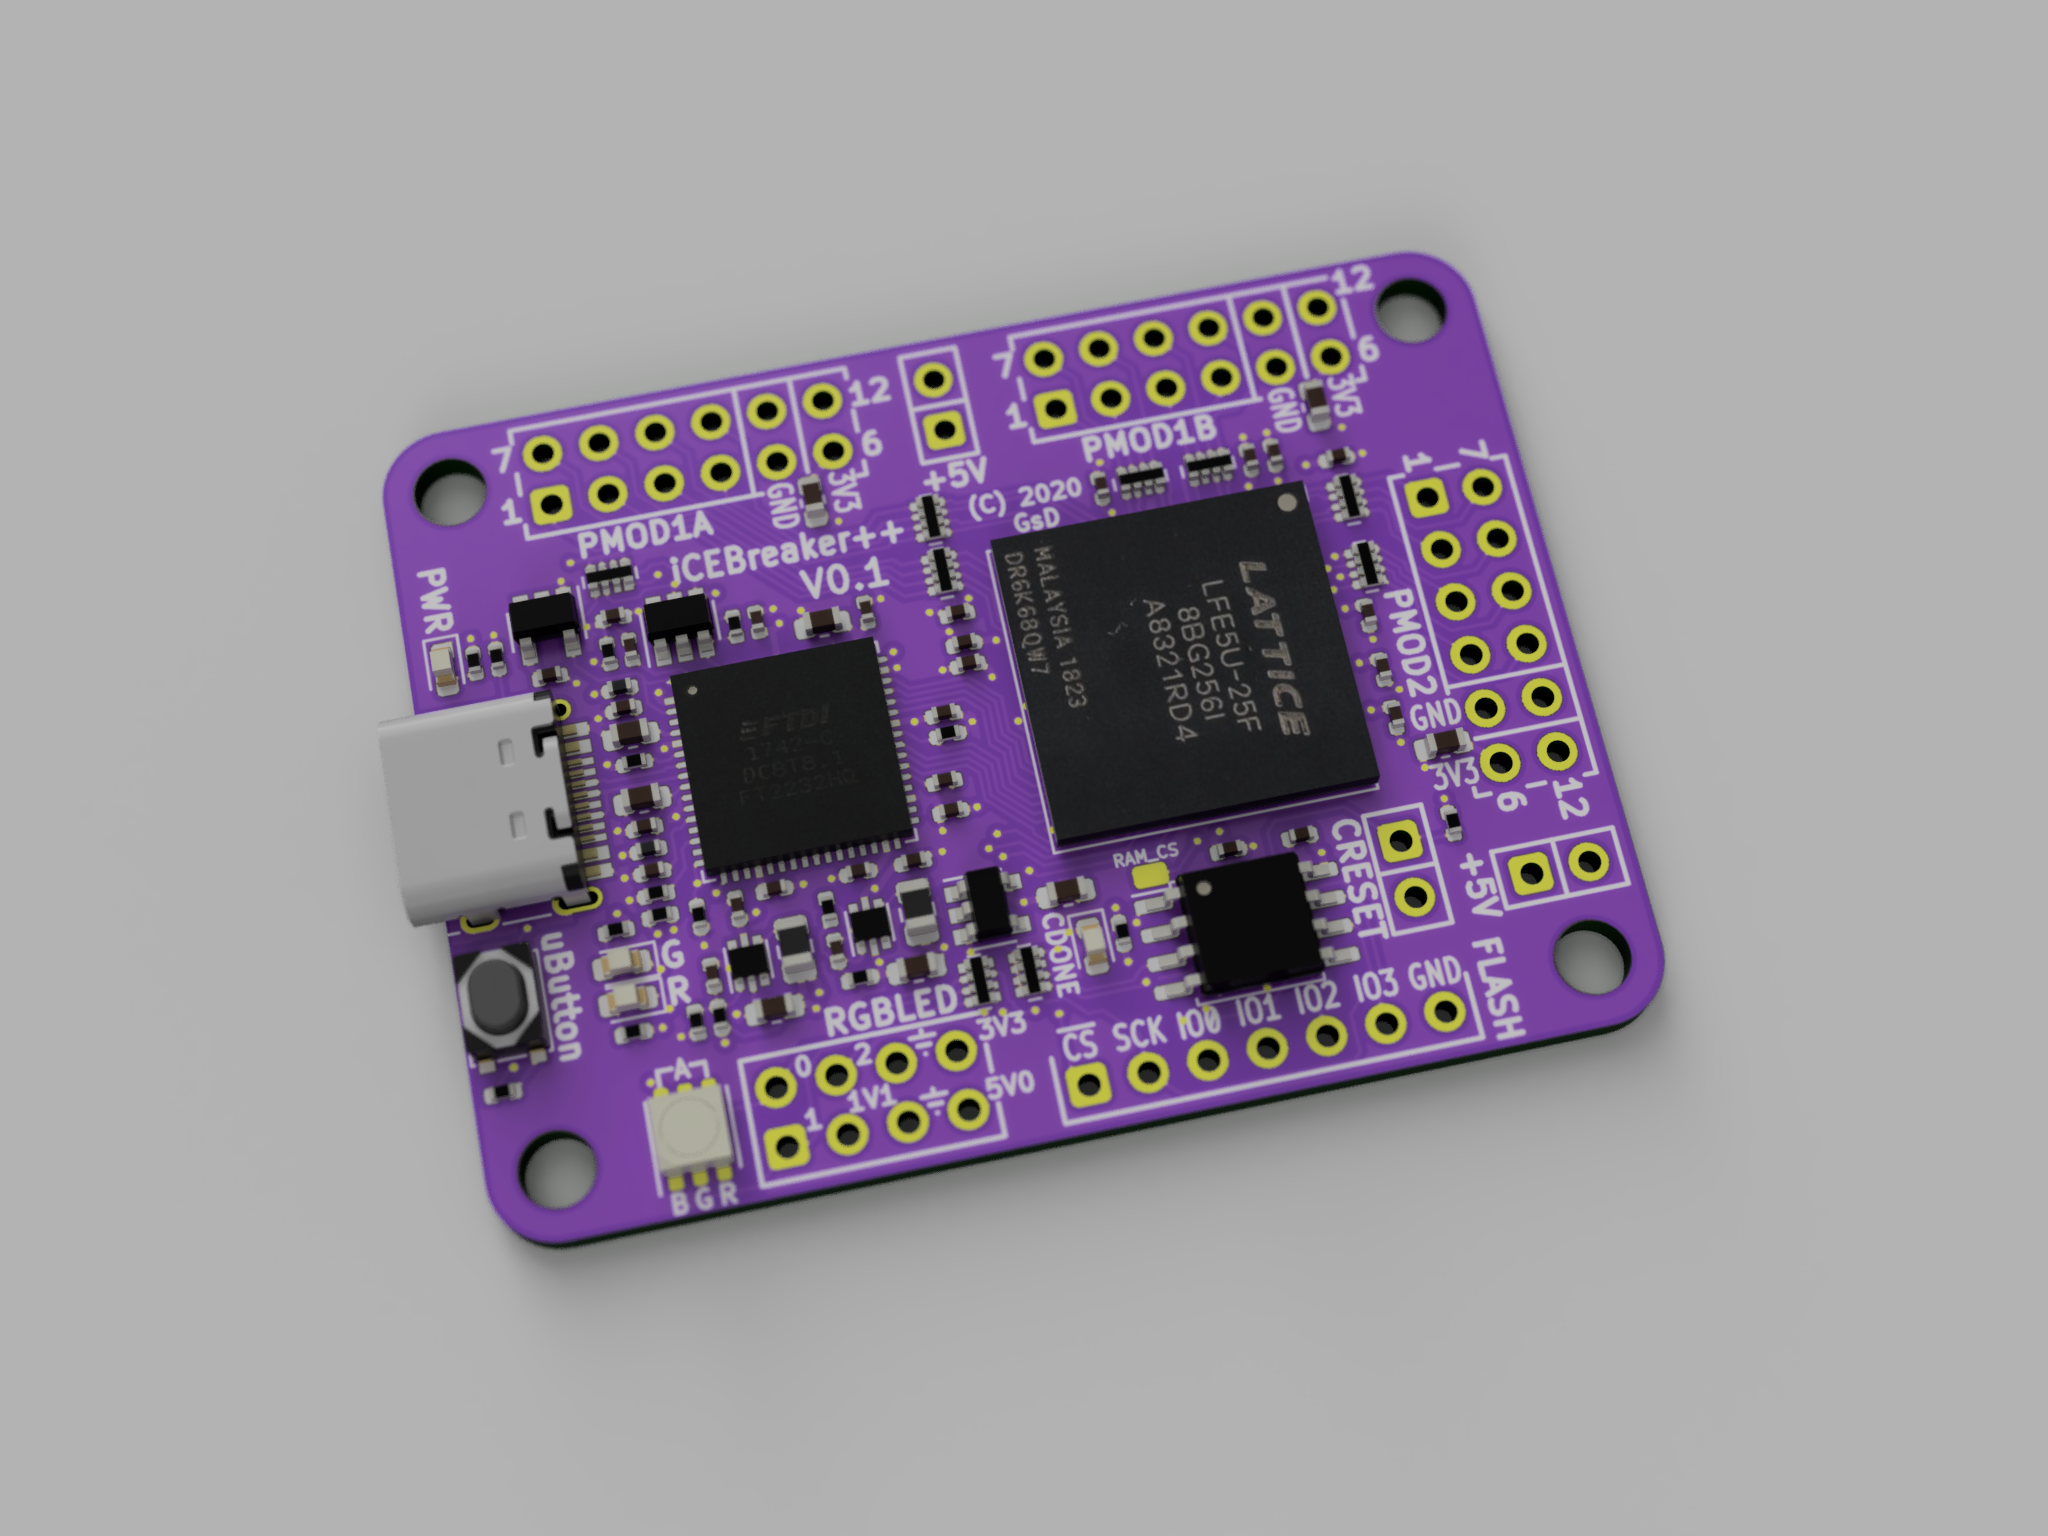 12
7
6
1
3V3
GND
PMOD1B
12
7
6
1
3V3
GND
PMOD1A
+5V
(C) 2020
GsD
iCEBreaker++
V0.1
PWR
1
7
PMOD2
GND
3V3
6
12
LATTICE
LFE5U-25F
8BG256I
A8321RD4
MALAYSIA 1823
DR6K68QW7
FTDI
1742-C
FT2232HQ
RAM_CS
CRESET
+5V
CDONE
uButton
G
R
RGBLED
0
2
3V3
1
1V1
5V0
A
B G R
CS SCK IO0 IO1 IO2 IO3 GND
FLASH